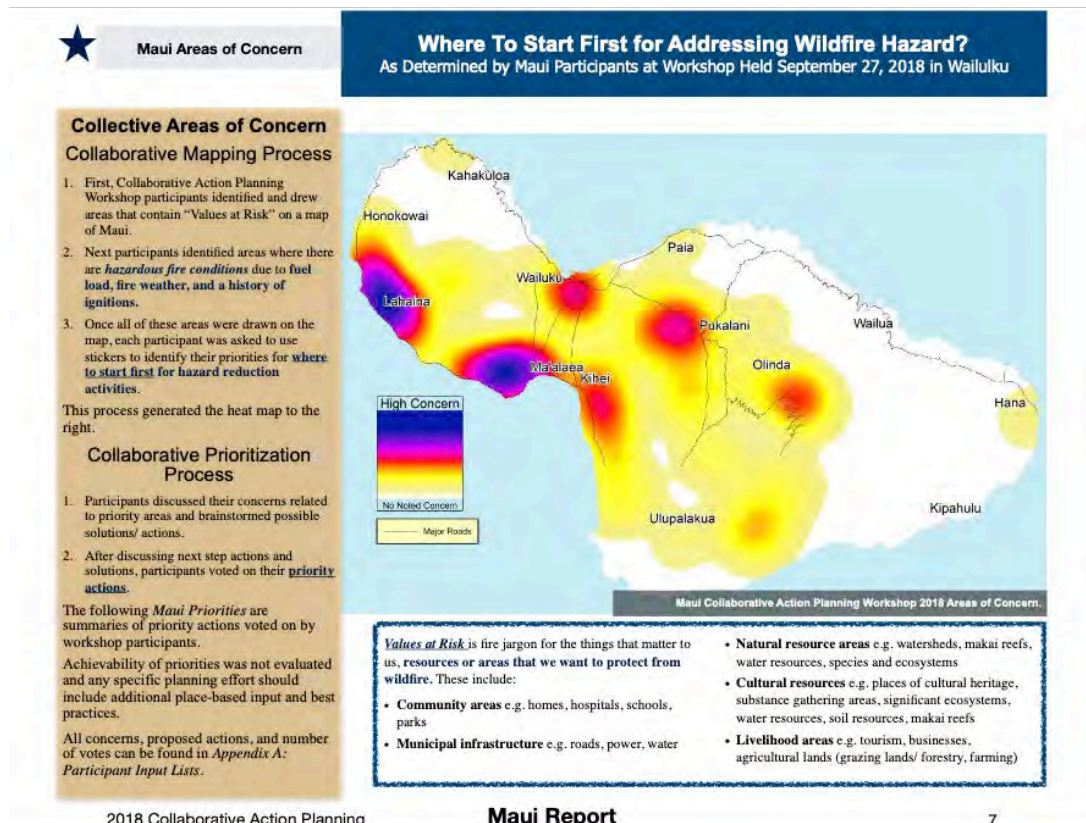 Maui Areas of Concern
Where To Start First for Addressing Wildfire Hazard?
As Determined by Maui Participants at Workshop Held September 27, 2018 in Wailulku
Collective Areas of Concern
Collaborative Mapping Process
1. First, Collaborative Action Planning
Workshop participants identified and drew
areas that contain “Values at Risk” on a map
of Maui.
2. Next participants identified areas where there
are hazardous fire conditions due to fuel
load, fire weather, and a history of
ignitions.
3. Once all of these areas were drawn on the
map, each participant was asked to use
stickers to identify their priorities for where
to start first for hazard reduction
activities.
This process generated the heat map to the
right.
Collaborative Prioritization
Process
1. Participants discussed their concerns related
to priority areas and brainstormed possible
solutions/ actions.
2. After discussing next step actions and
solutions, participants voted on their priority
actions.
The following Maui Priorities are
summaries of priority actions voted on by
workshop participants.
Achievability of priorities was not evaluated
and any specific planning effort should
include additional place-based input and best
practices.
All concerns, proposed actions, and number
of votes can be found in Appendix A:
Participant Input Lists.
Kahakuloa
Honokowai
Paia
Wailuku
Lahaina
Pukalani
Wailua
Ma'alaea
Kihei
Olinda
Hana
Ulupalakua
Kipahulu
High Concern
No Noted Concern
Major Roads
Maui Collaborative Action Planning Workshop 2018 Areas of Concern.
Values at Risk is fire jargon for the things that matter to
us, resources or areas that we want to protect from
wildfire. These include:
• Community areas e.g. homes, hospitals, schools,
parks
• Municipal infrastructure e.g. roads, power, water
• Natural resource areas e.g. watersheds, makai reefs,
water resources, species and ecosystems
• Cultural resources e.g. places of cultural heritage,
substance gathering areas, significant ecosystems,
water resources, soil resources, makai reefs
• Livelihood areas e.g. tourism, businesses,
agricultural lands (grazing lands/ forestry, farming)
2018 Collaborative Action Planning
Maui Report
7